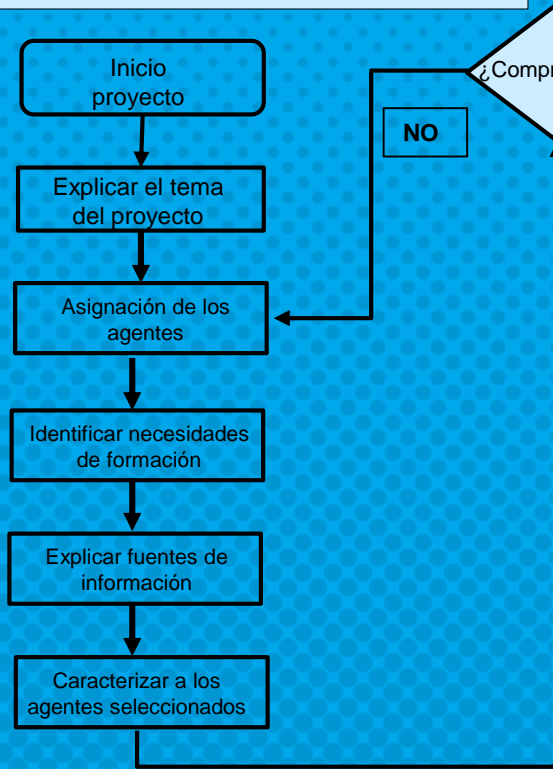 Inicio
proyecto
¿Compr
NO
Explicar el tema
del proyecto
Asignación de los
agentes
Identificar necesidades
de formación
Explicar fuentes de
información
Caracterizar a los
agentes seleccionados